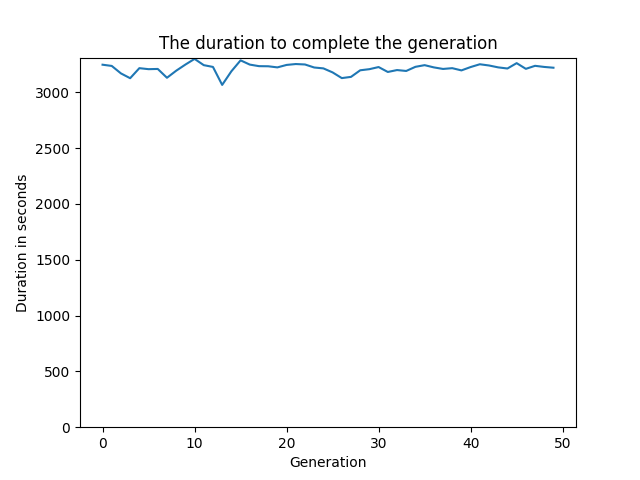 The duration to complete the generation
Duration in seconds
3000
2500
2000
1500
1000
500
0
0 10 20 30 40 50
Generation